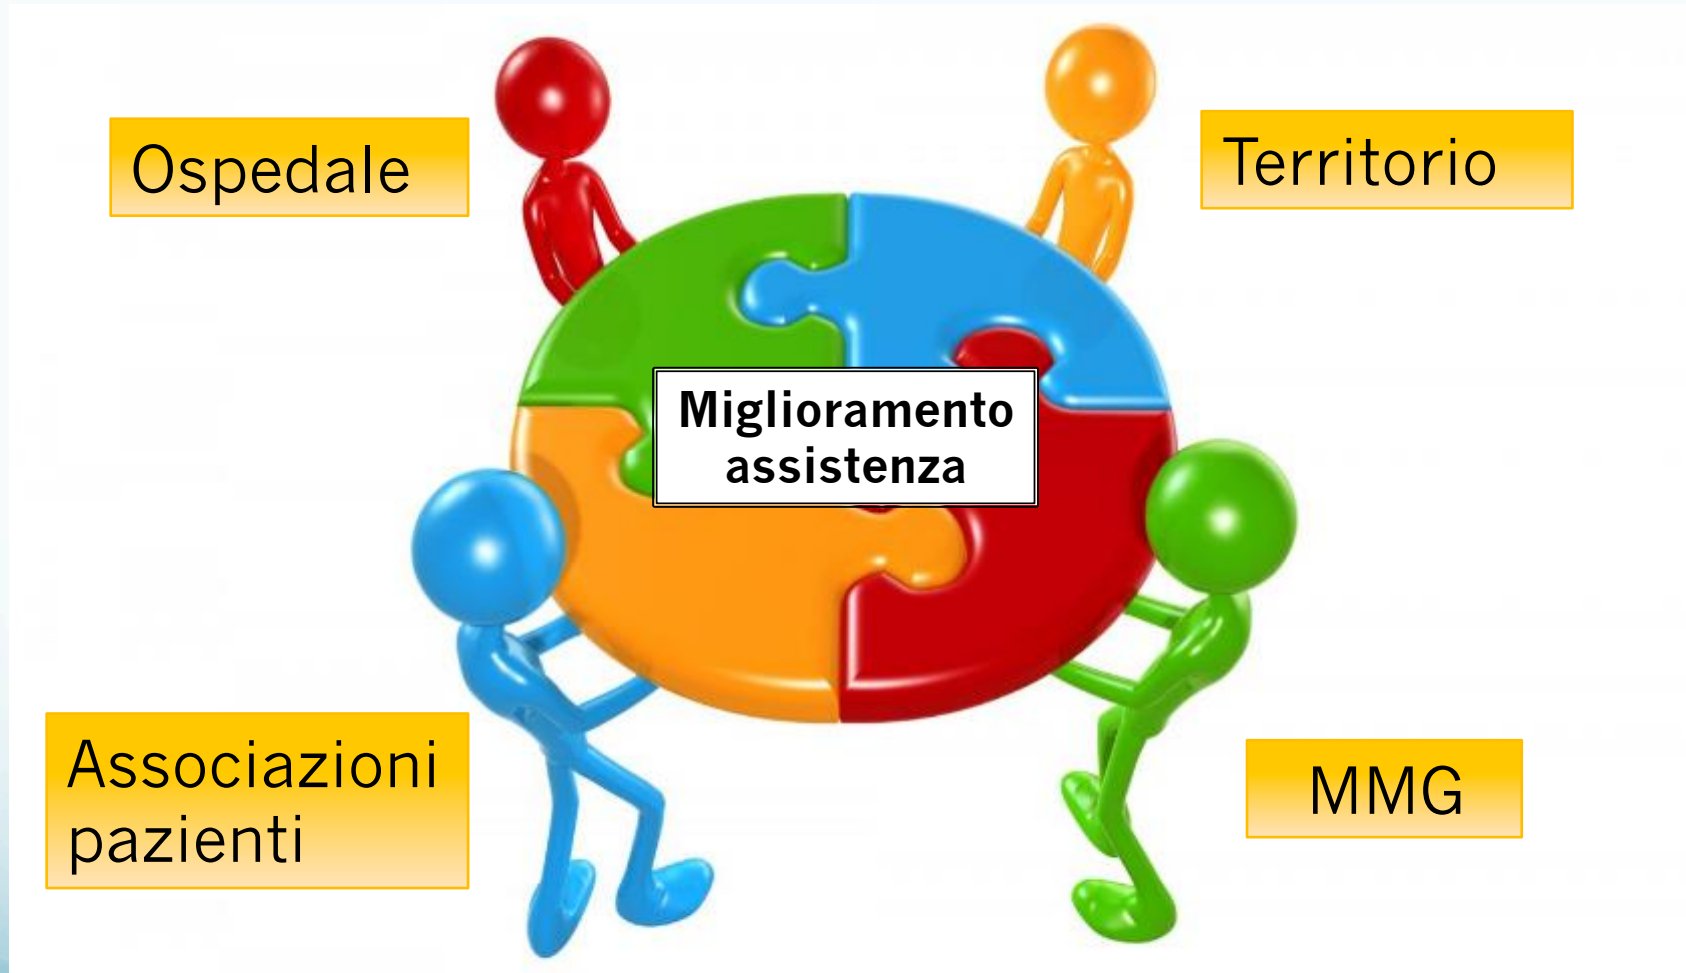 Ospedale
Territorio
Miglioramento
assistenza
Associazioni
pazienti
MMG